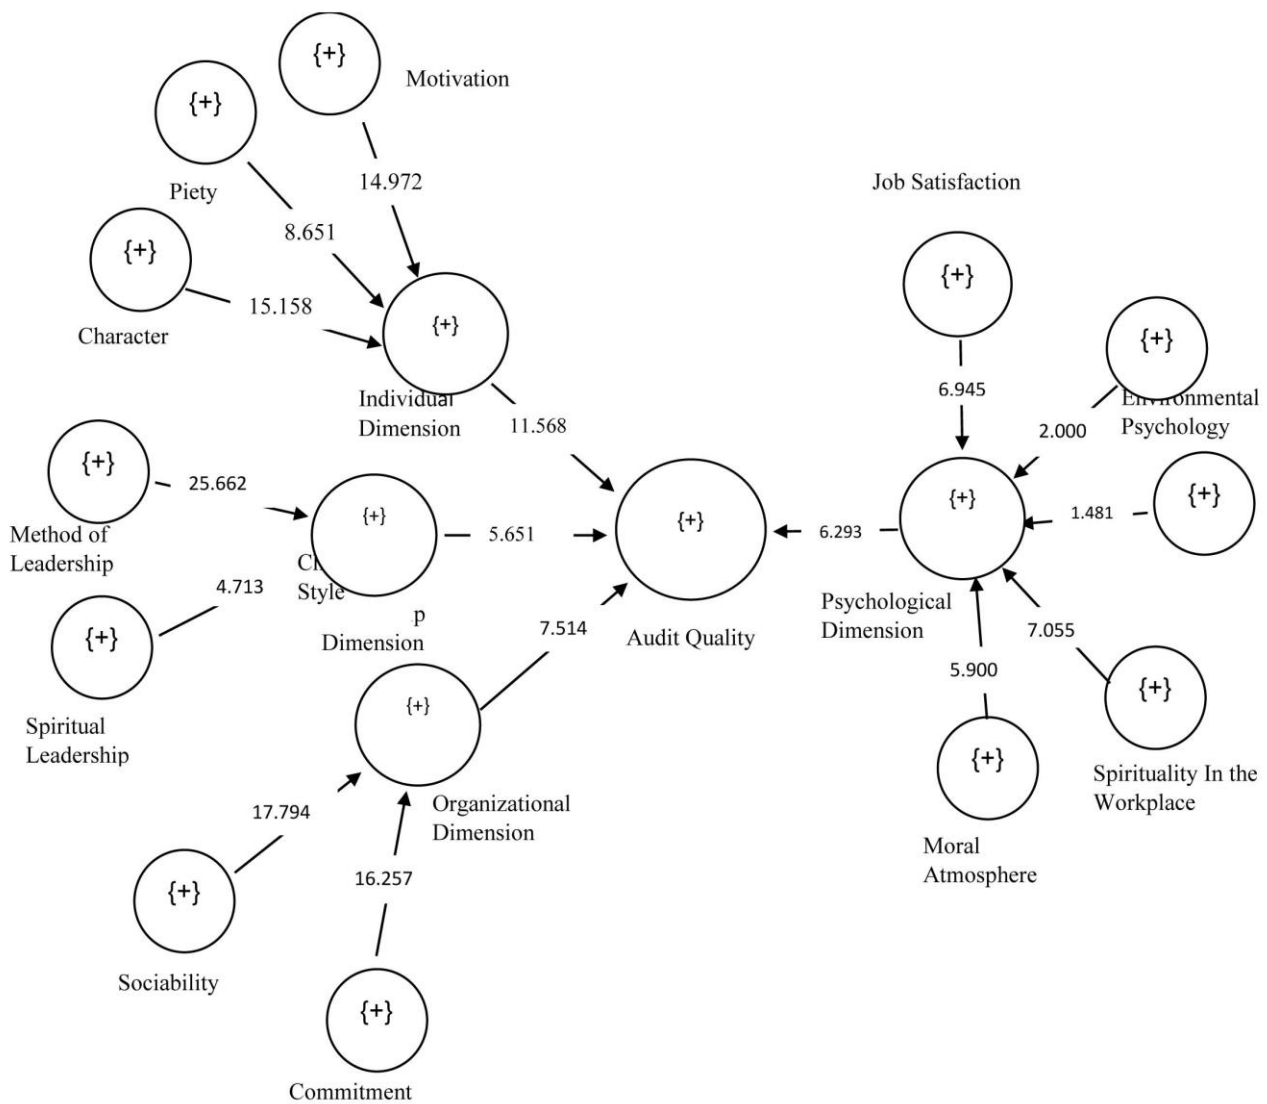 {+}
Motivation
{+}
Piety
14.972
8.651
{+}
Character
15.158
{+}
Individual
Dimension
11.568
Job Satisfaction
{+}
6.945
{+}
Environmental
Psychology
2.000
{+}
1.481
{+}
Method of
Leadership
25.662
{+}
Style
p
Dimension
5.651
{+}
Spiritual
Leadership
4.713
{+}
Audit Quality
6.293
{+}
Psychological
Dimension
7.055
{+}
Spirituality In the
Workplace
5.900
{+}
Moral
Atmosphere
7.514
{+}
Organizational
Dimension
17.794
{+}
Sociability
16.257
{+}
Commitment